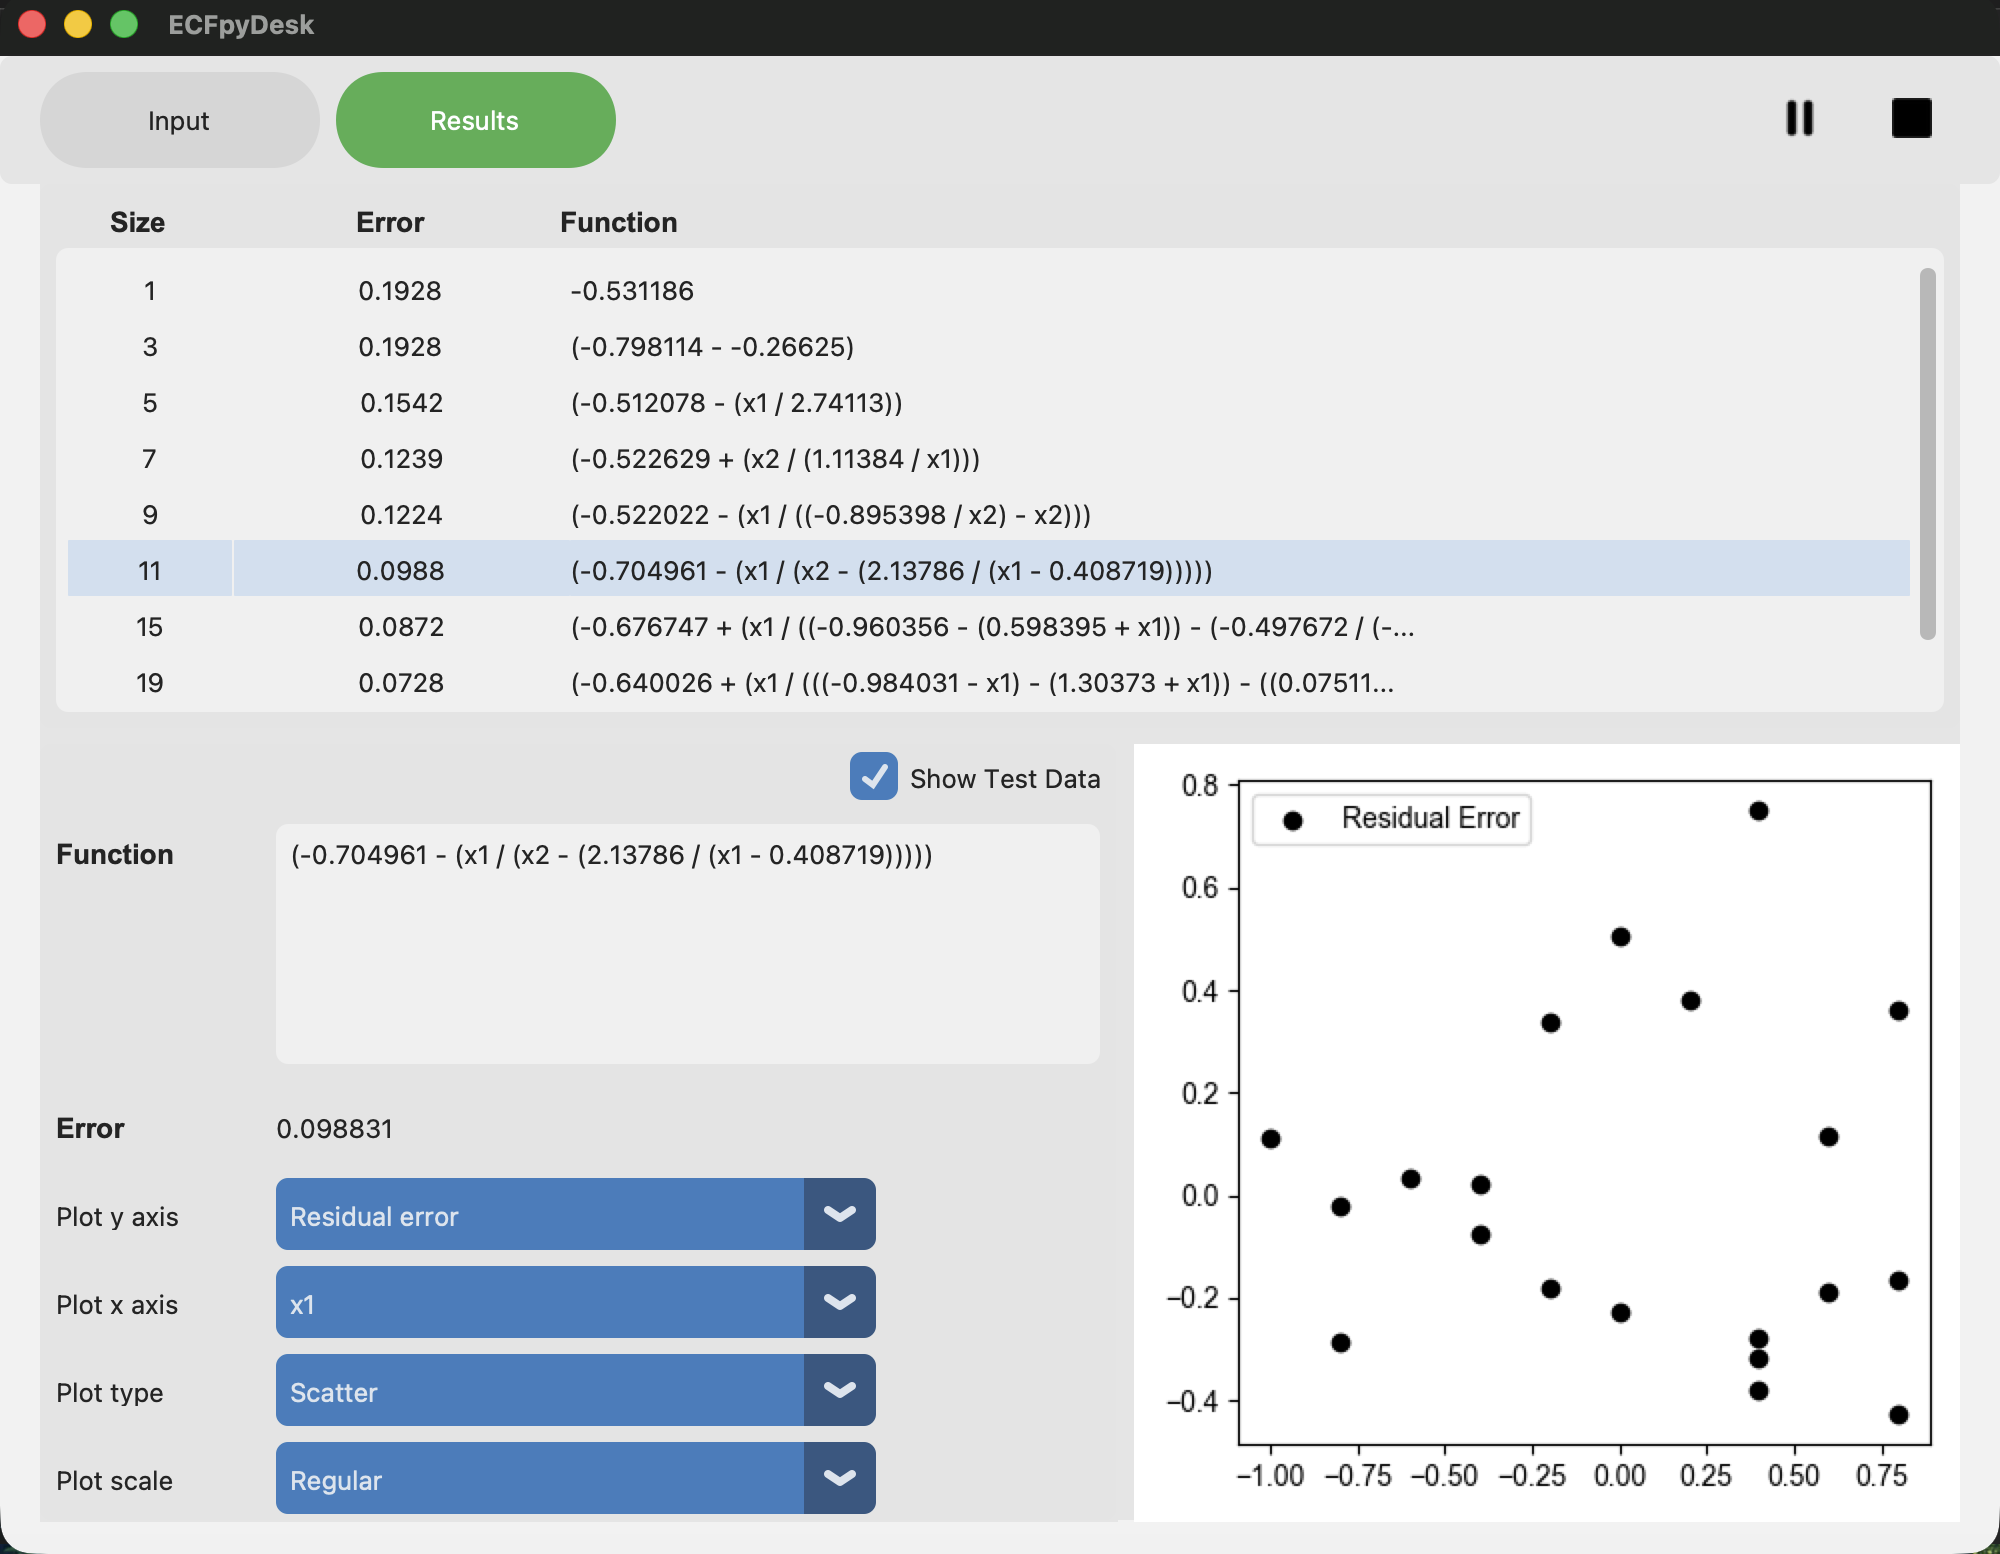 ECFpyDesk
Input Results
Size Error Function
1 0.1928 -0.531186
3 0.1928 (-0.798114 - -0.26625)
5 0.1542 (-0.512078 - (x1 / 2.74113))
7 0.1239 (-0.522629 + (x2 / (1.11384 / x1)))
9 0.1224 (-0.522022 - (x1 / ((-0.895398 / x2) - x2)))
11 0.0988 (-0.704961 - (x1 / (x2 - (2.13786 / (x1 - 0.408719)))))
15 0.0872 (-0.676747 + (x1 / ((-0.960356 - (0.598395 + x1)) - (-0.497672 / (-...
19 0.0728 (-0.640026 + (x1 / (((-0.984031 - x1) - (1.30373 + x1)) - ((0.07511...
Show Test Data
Function (-0.704961 - (x1 / (x2 - (2.13786 / (x1 - 0.408719)))))
Error 0.098831
Plot y axis Residual error
Plot x axis x1
Plot type Scatter
Plot scale Regular
Residual Error
0.8
0.6
0.4
0.2
0.0
−0.2
−0.4
−1.00 −0.75 −0.50 −0.25 0.00 0.25 0.50 0.75